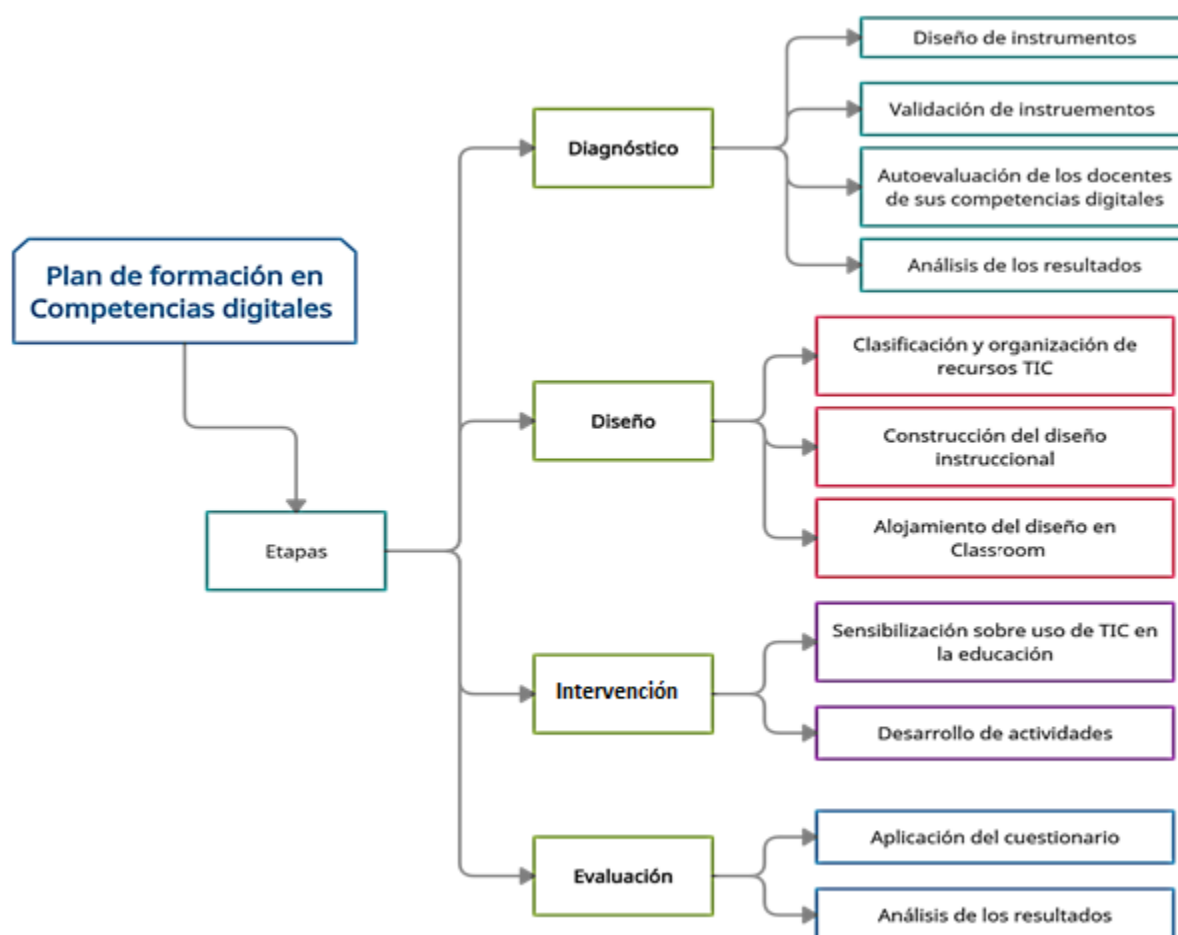 Plan de formación en
Competencias digitales
Etapas
Diagnóstico
Diseño de instrumentos
Validación de instruementos
Autoevaluación de los docentes
de sus competencias digitales
Análisis de los resultados
Diseño
Clasificación y organización de
recursos TIC
Construcción del diseño
instruccional
Alojamiento del diseño en
Classroom
Intervención
Sensibilización sobre uso de TIC en
la educación
Desarrollo de actividades
Evaluación
Aplicación del cuestionario
Análisis de los resultados